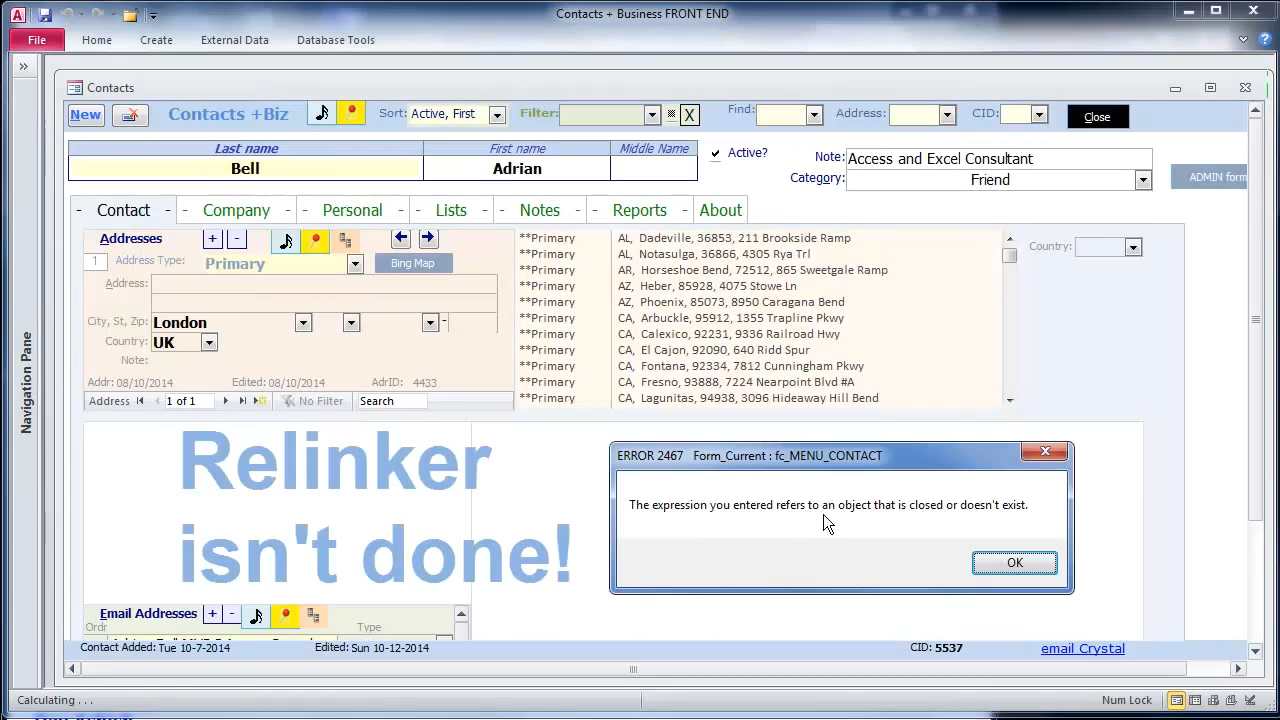 Contacts + Business FRONT END
File Home Create External Data Database Tools
Contacts
New Contacts +Biz Sort: Active, First Filter: X Find: Address: CID: Close
Last name First name Middle Name
Bell Adrian
Active?
Note: Access and Excel Consultant
Category: Friend
ADMIN form
- Contact - Company - Personal - Lists - Notes - Reports - About
Addresses + -
1 Address Type: Primary Bing Map
Address:
City, St, Zip: London -
Country: UK
Note:
Addr: 08/10/2014 Edited: 08/10/2014 AdrID: 4433
Address 1 of 1 No Filter Search
**Primary AL, Dadeville, 36853, 211 Brookside Ramp
**Primary AL, Notasulga, 36866, 4305 Rya Trl
**Primary AR, Horseshoe Bend, 72512, 865 Sweetgale Ramp
**Primary AZ, Heber, 85928, 4075 Stowe Ln
**Primary AZ, Phoenix, 85073, 8950 Caragana Bend
**Primary CA, Arbuckle, 95912, 1355 Trapline Pkwy
**Primary CA, Calexico, 92231, 9336 Railroad Hwy
**Primary CA, El Cajon, 92090, 640 Ridd Spur
**Primary CA, Fontana, 92334, 7812 Cunningham Pkwy
**Primary CA, Fresno, 93888, 7224 Nearpoint Blvd #A
**Primary CA, Lagunitas, 94938, 3096 Hideaway Hill Bend
Country:
Navigation Pane
Relinker
isn't done!
ERROR 2467 Form_Current : fc_MENU_CONTACT
The expression you entered refers to an object that is closed or doesn't exist.
OK
Email Addresses + -
Ordr Type
Contact Added: Tue 10-7-2014 Edited: Sun 10-12-2014 CID: 5537 email Crystal
Calculating . . . Num Lock